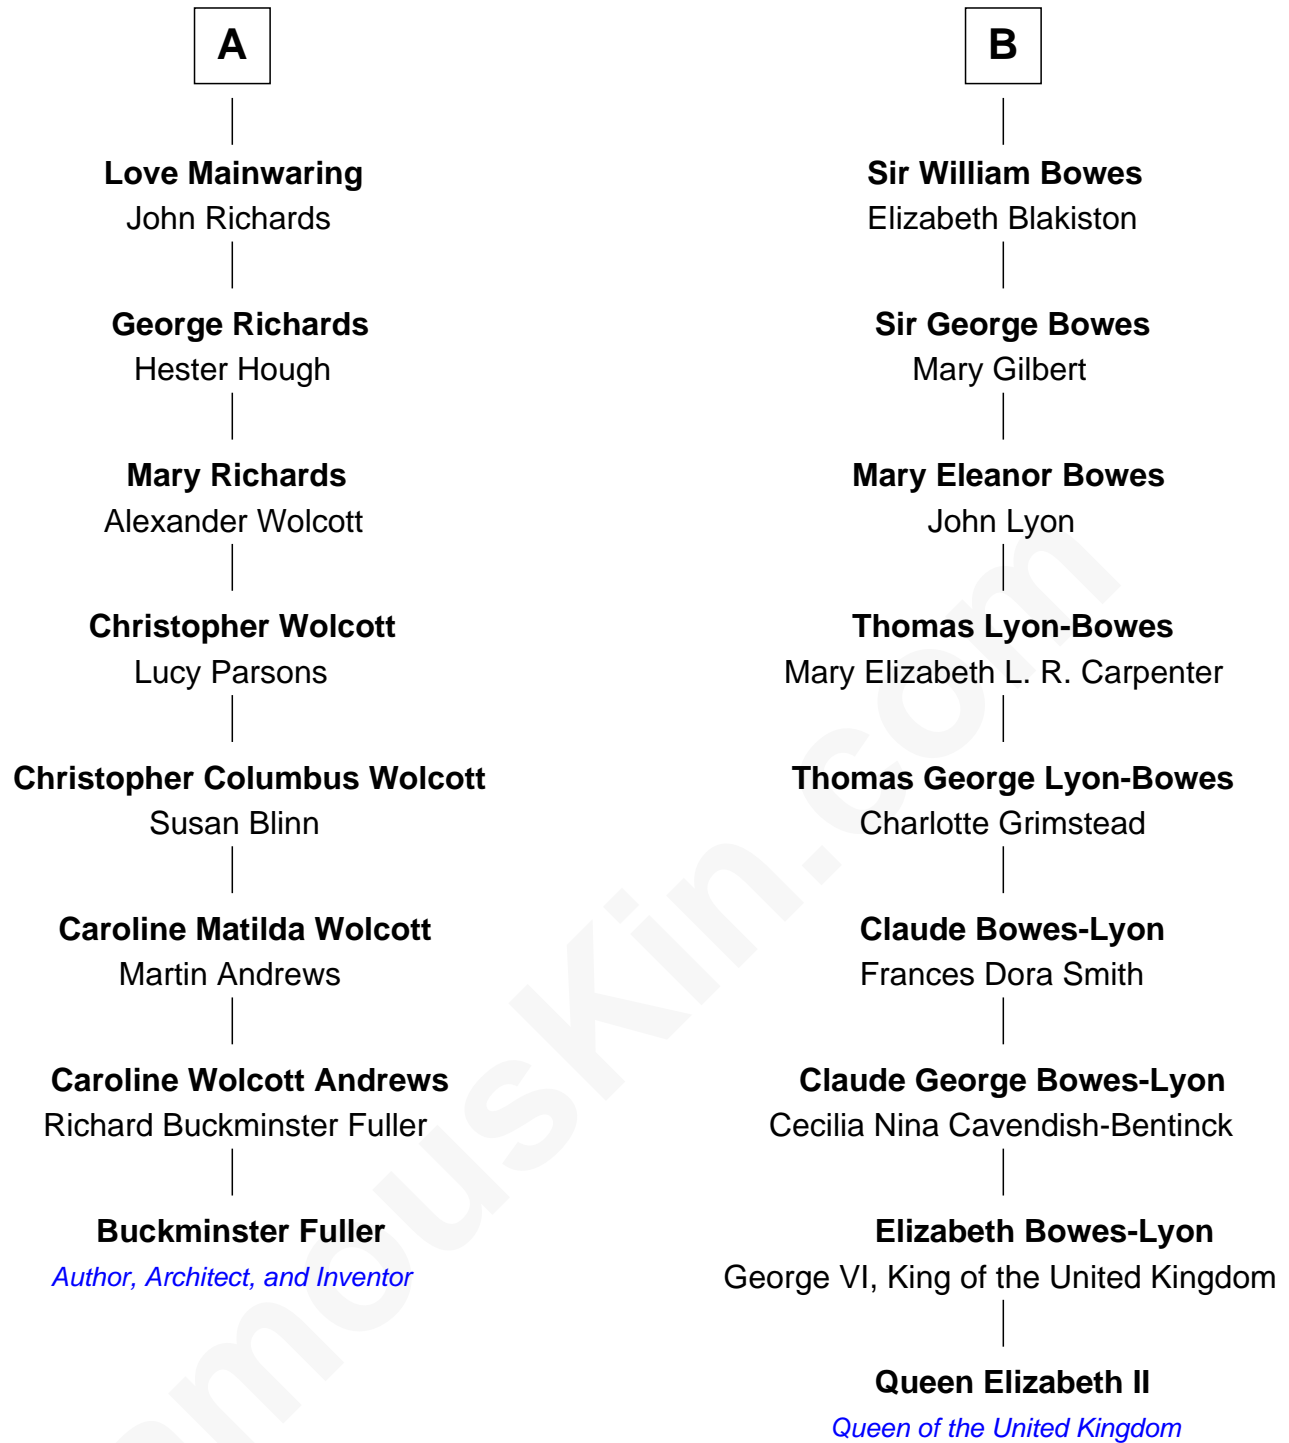 A
Love Mainwaring
John Richards
George Richards
Hester Hough
Mary Richards
Alexander Wolcott
Christopher Wolcott
Lucy Parsons
Christopher Columbus Wolcott
Susan Blinn
Caroline Matilda Wolcott
Martin Andrews
Caroline Wolcott Andrews
Richard Buckminster Fuller
Buckminster Fuller
Author, Architect, and Inventor
B
Sir William Bowes
Elizabeth Blakiston
Sir George Bowes
Mary Gilbert
Mary Eleanor Bowes
John Lyon
Thomas Lyon-Bowes
Mary Elizabeth L. R. Carpenter
Thomas George Lyon-Bowes
Charlotte Grimstead
Claude Bowes-Lyon
Frances Dora Smith
Claude George Bowes-Lyon
Cecilia Nina Cavendish-Bentinck
Elizabeth Bowes-Lyon
George VI, King of the United Kingdom
Queen Elizabeth II
Queen of the United Kingdom
amousKin.com